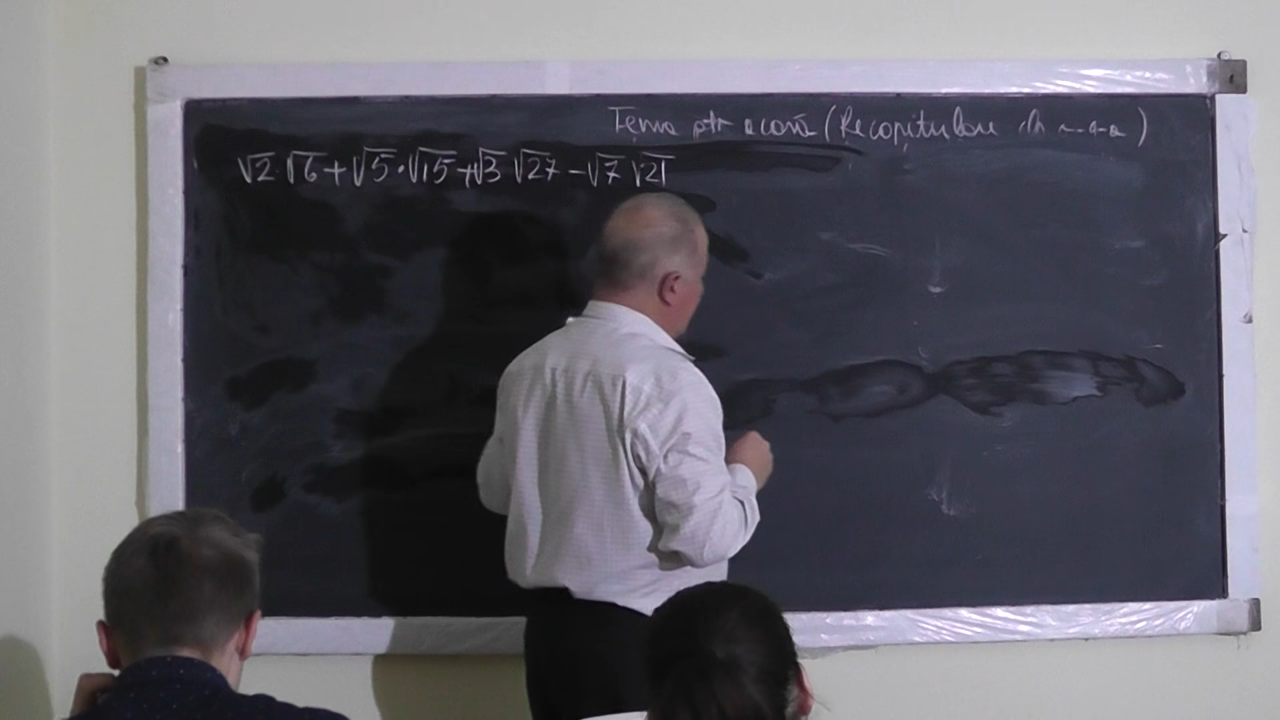 Tema ptr acasă (Recapitulare
√2·√6+√5·√15+√3 √27-√7 √21